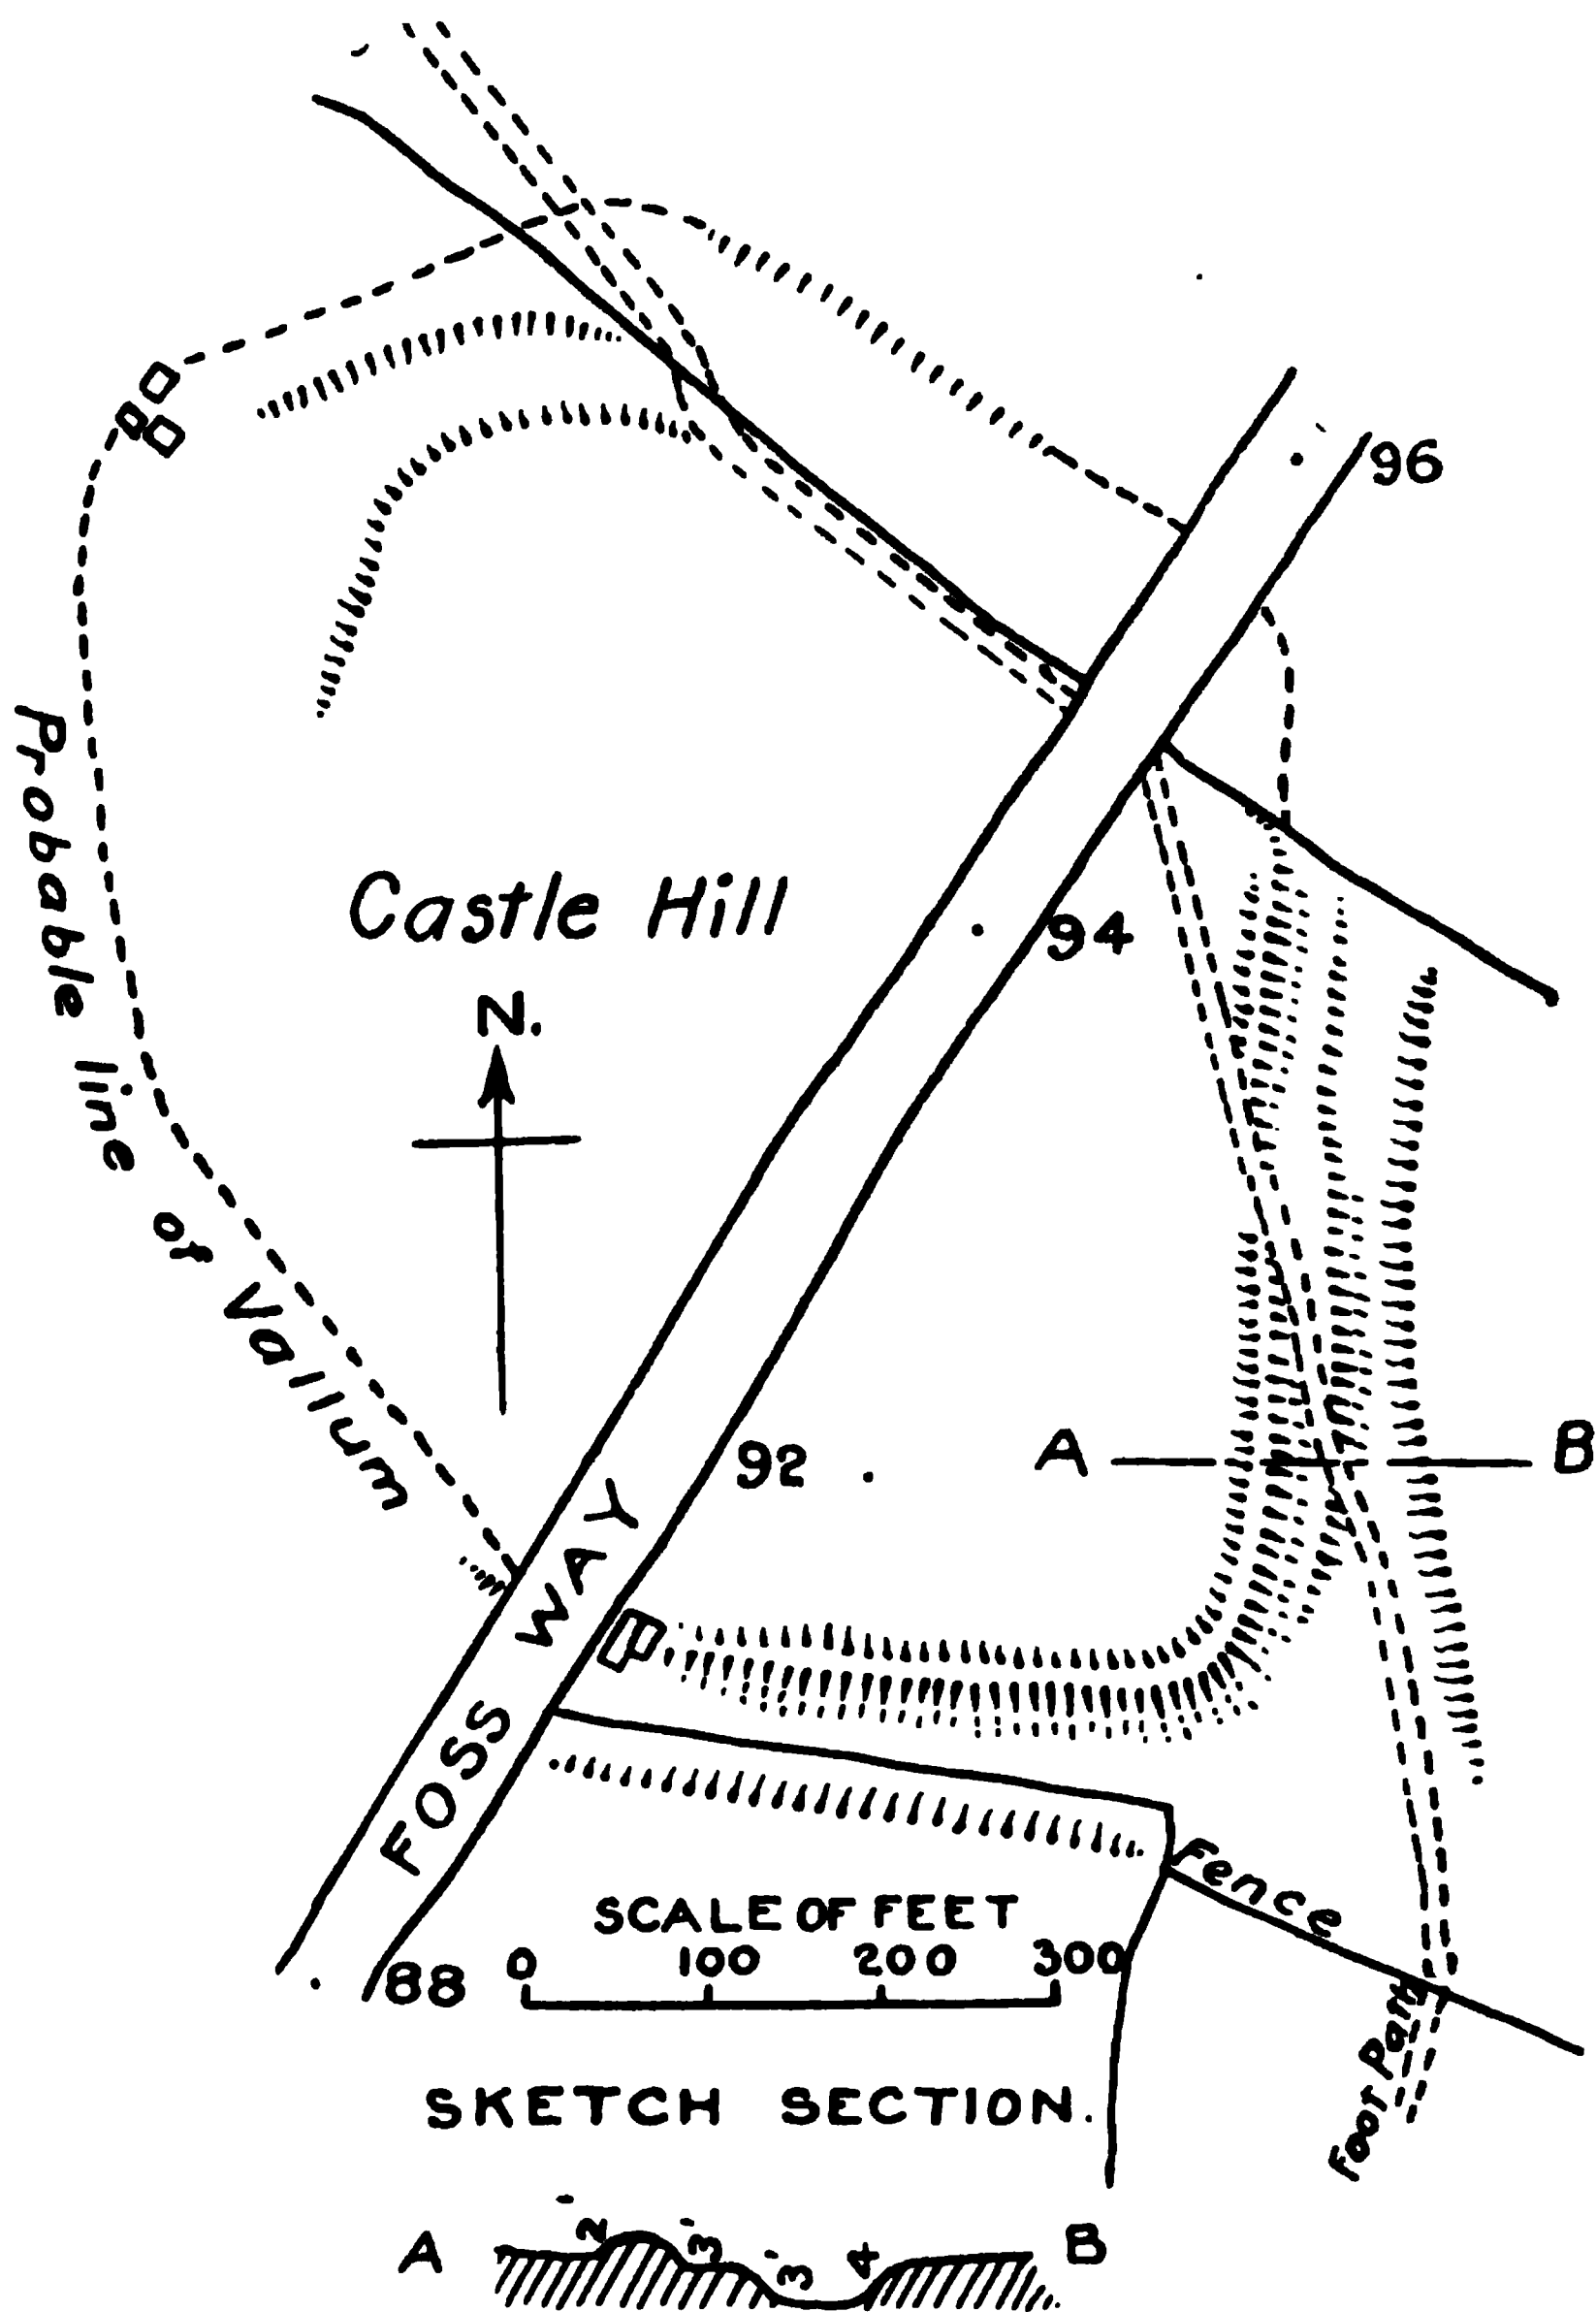 96
Probable line of Vallum
Castle Hill
94
N.
92
A B
FOSS WAY
Fence
SCALE OF FEET
88
0 100 200 300
Foot Path
SKETCH SECTION.
A 2 3 3 4 B